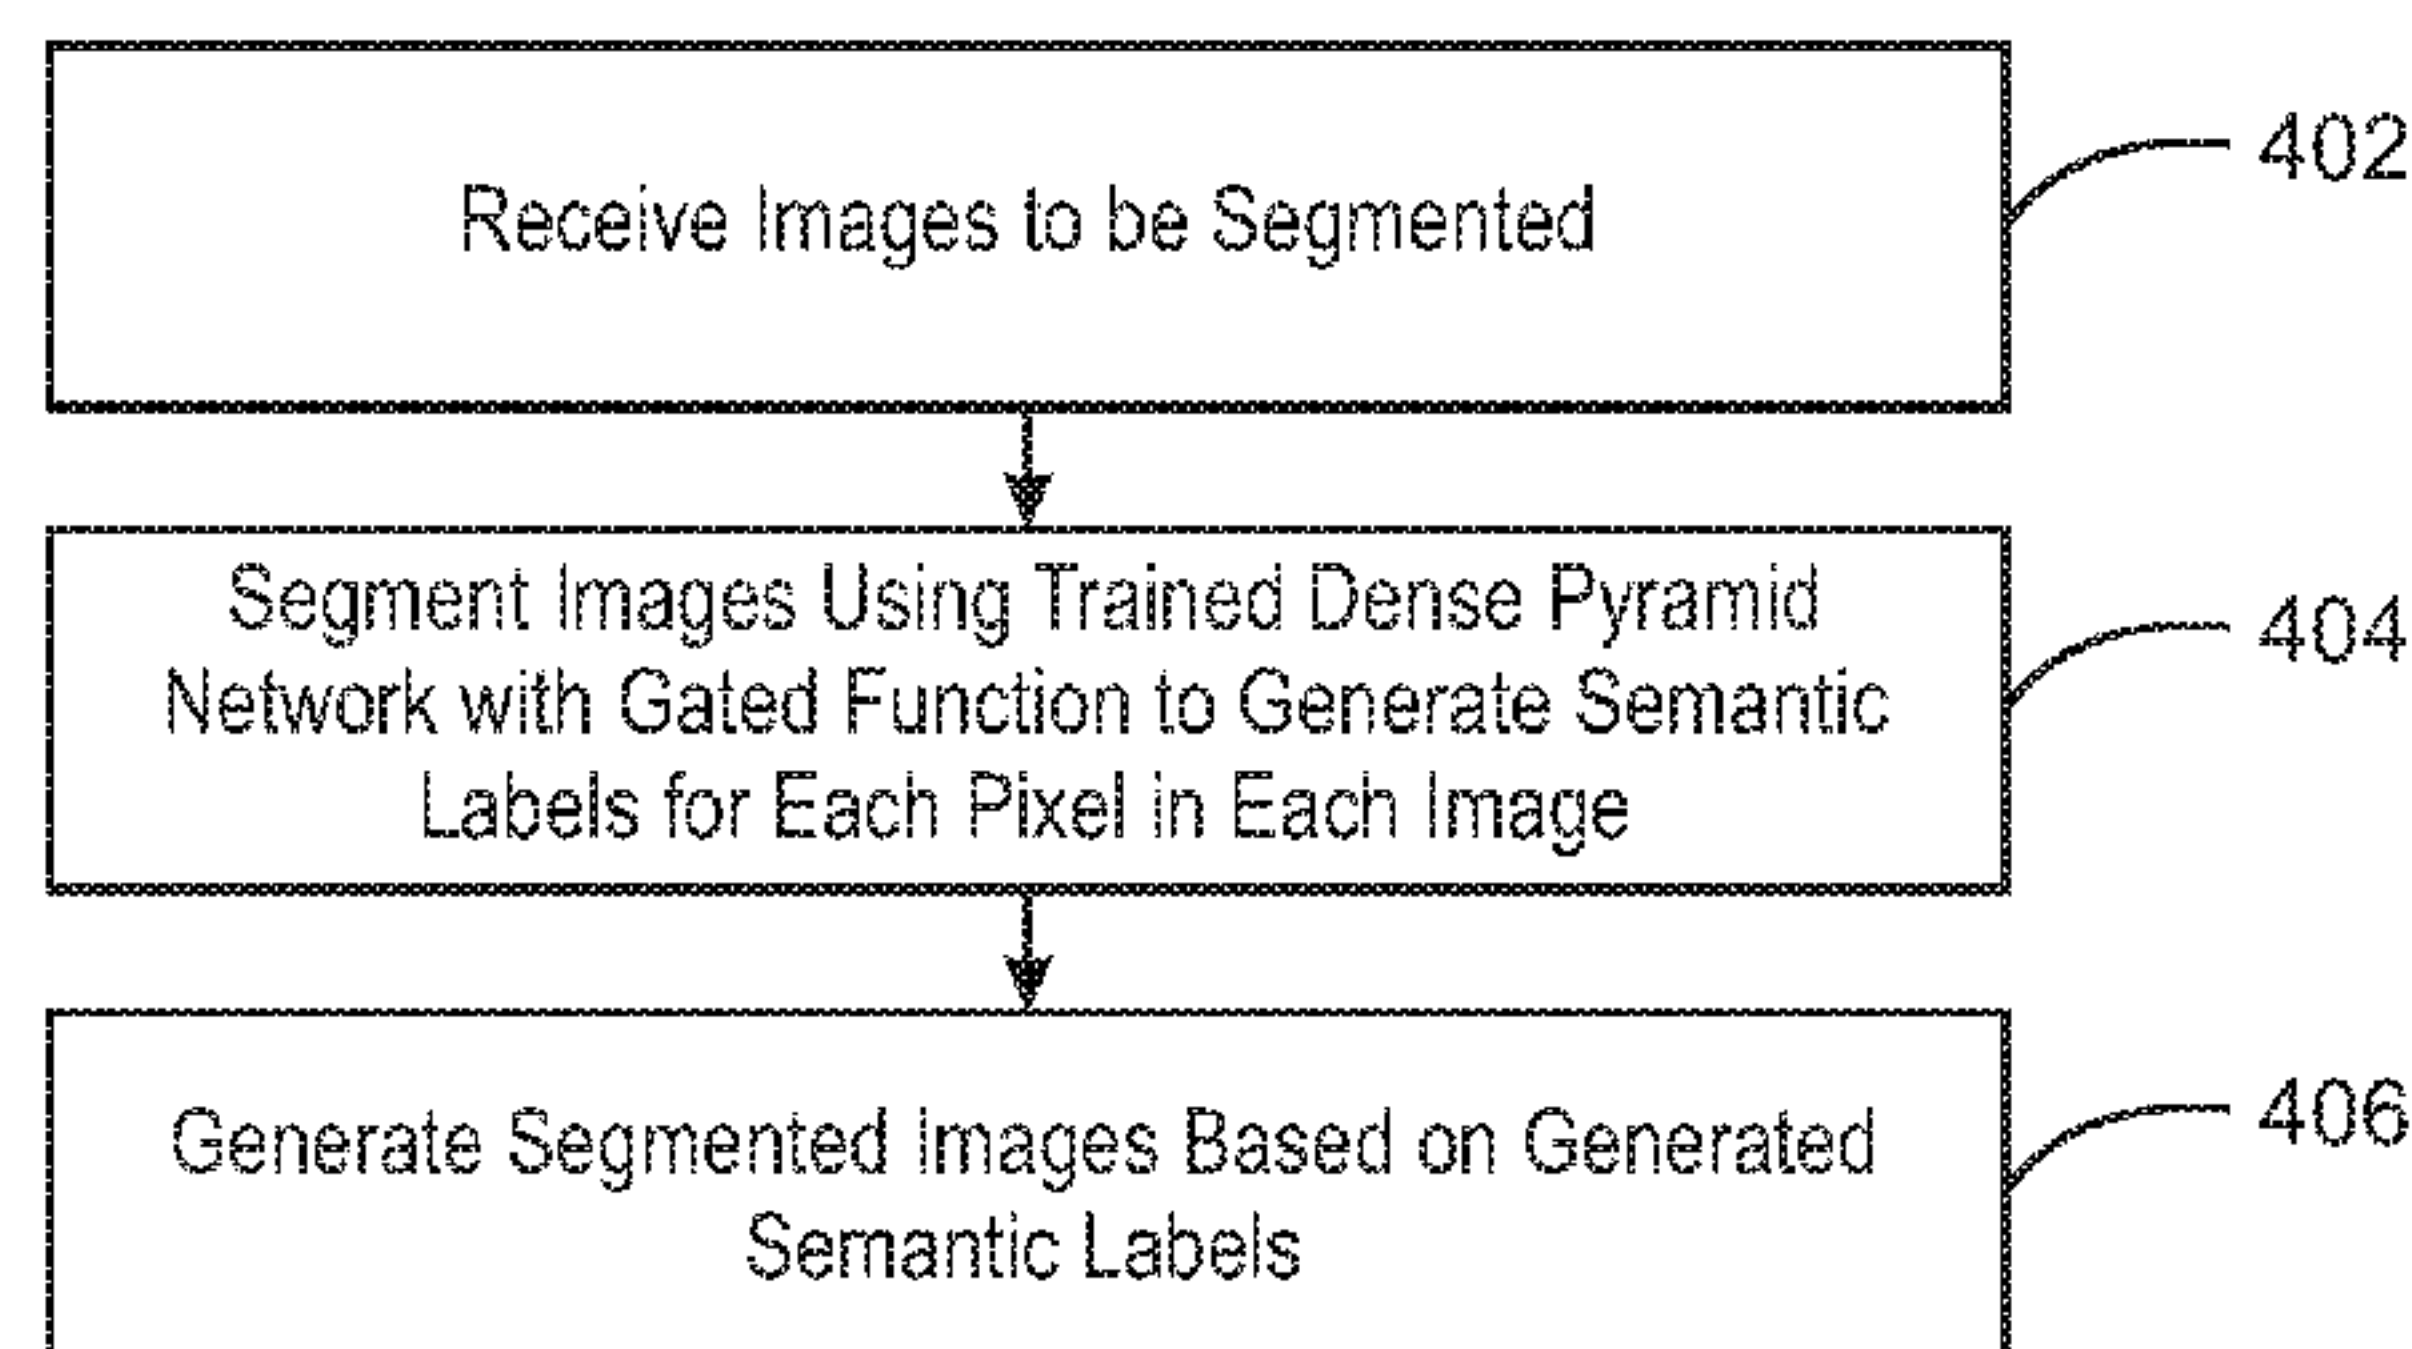 Receive Images to be Segmented
402
Segment Images Using Trained Dense Pyramid
Network with Gated Function to Generate Semantic
Labels for Each Pixel in Each Image
404
Generate Segmented Images Based on Generated
Semantic Labels
406